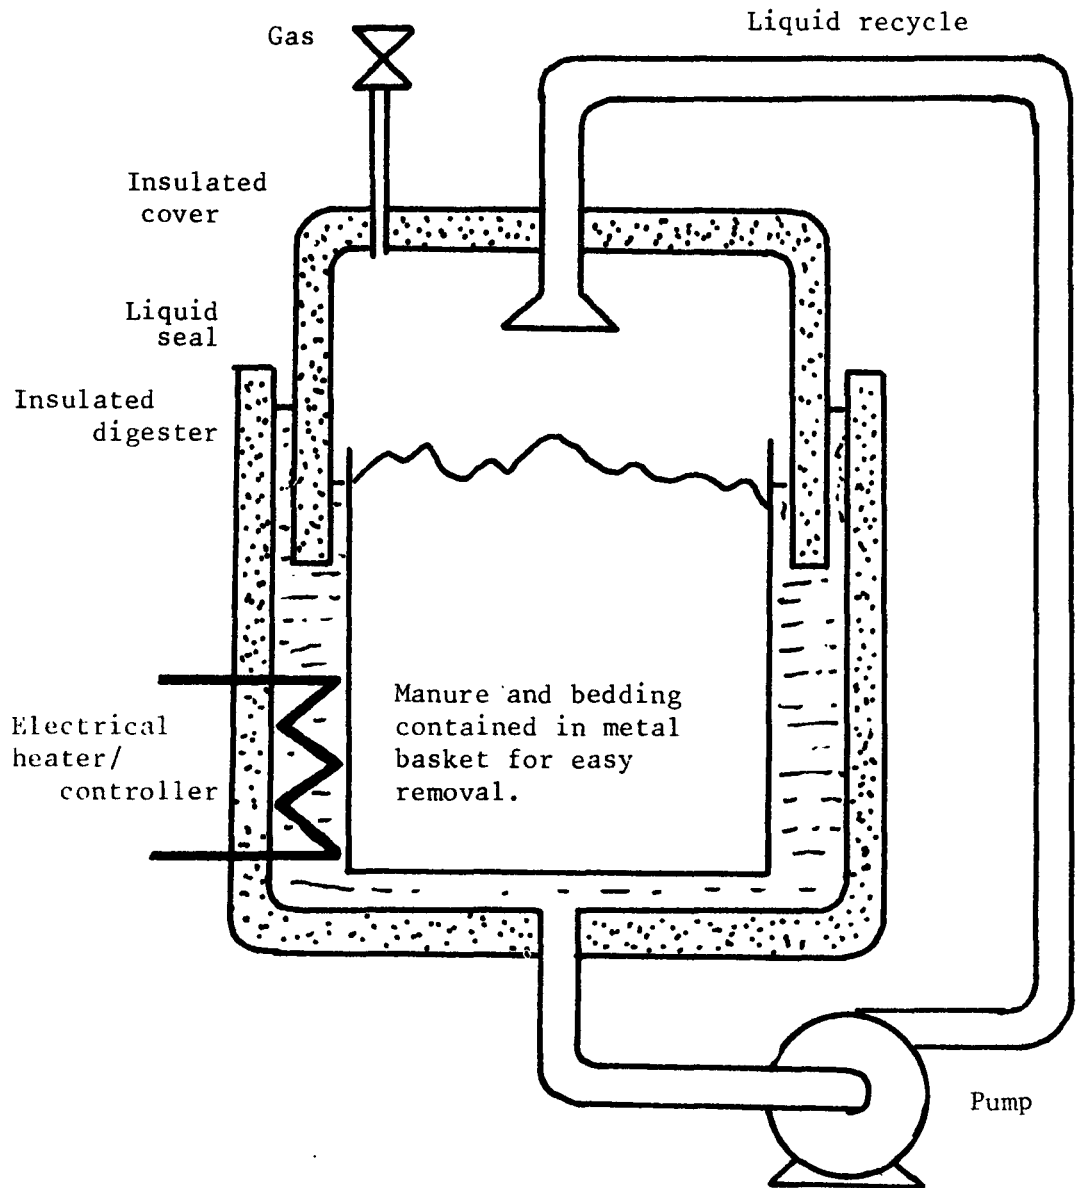 Gas
Liquid recycle
Insulated
cover
Liquid
seal
Insulated
digester
Manure and bedding
contained in metal
basket for easy
removal.
Electrical
heater/
controller
Pump